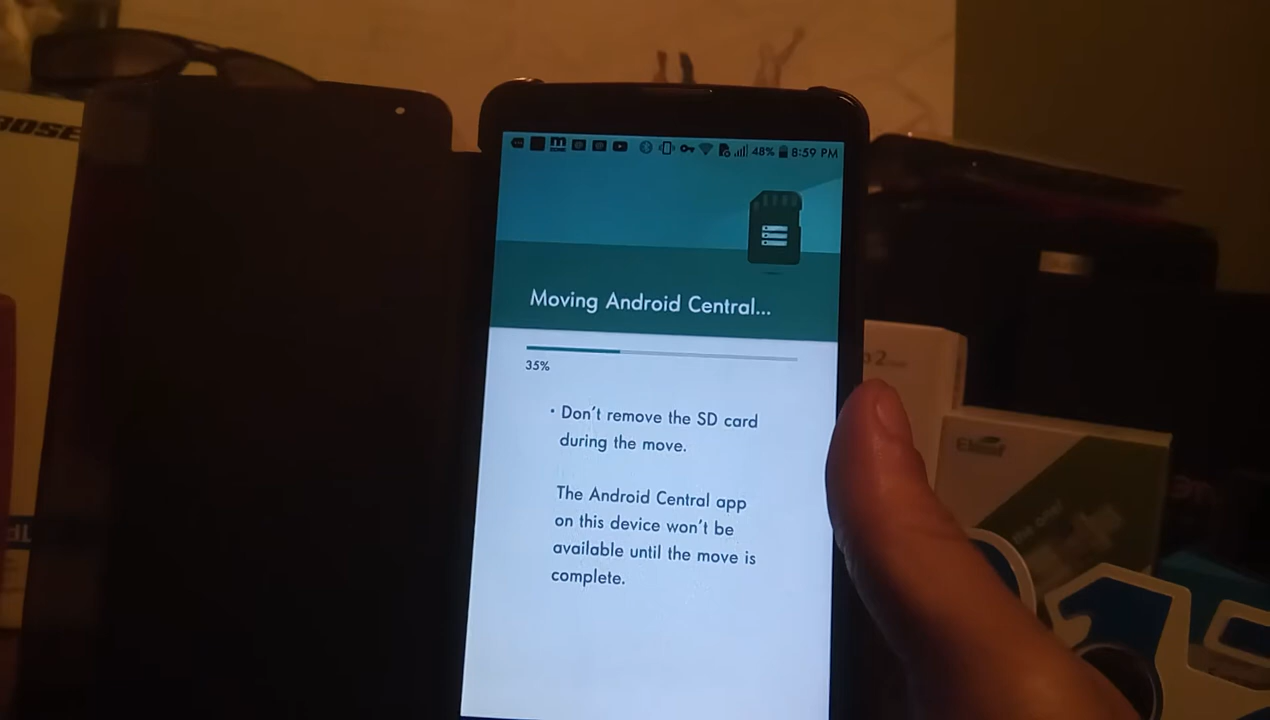 BOSE
48% 8:59 PM
Moving Android Central...
35%
• Don't remove the SD card
during the move.
The Android Central app
on this device won't be
available until the move is
complete.